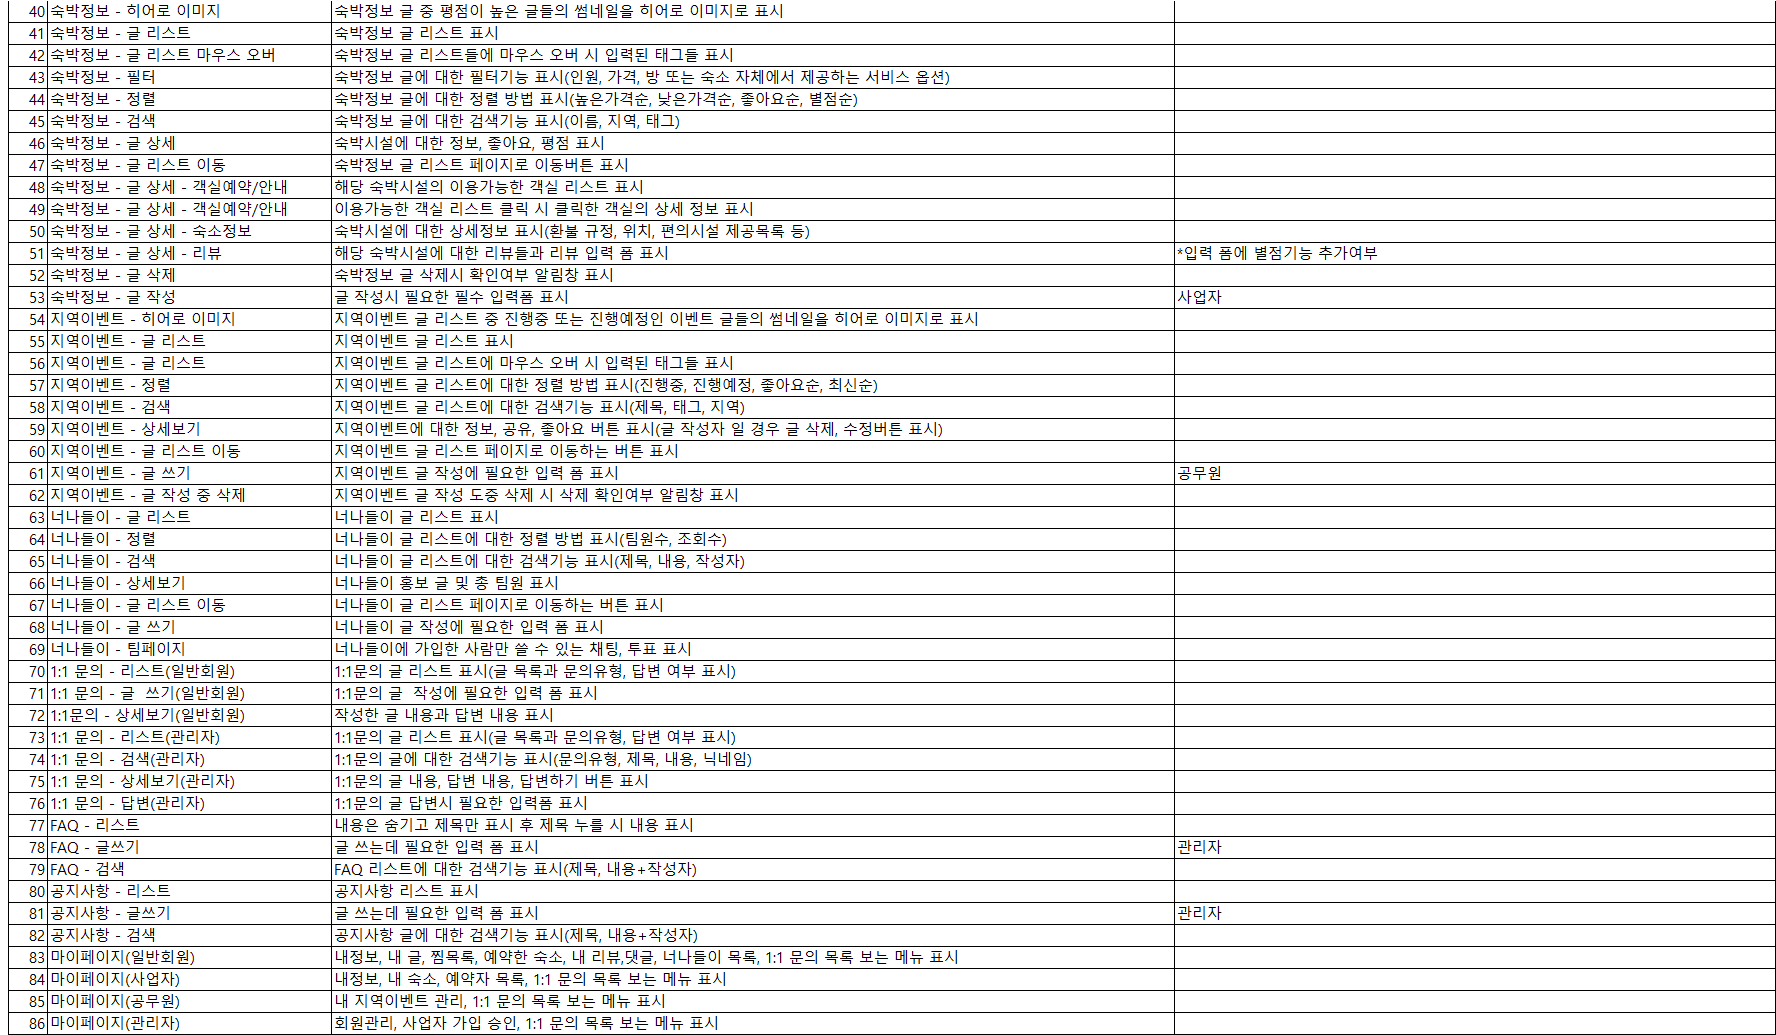 40 숙박정보 - 히어로 이미지 숙박정보 글 중 평점이 높은 글들의 썸네일을 히어로 이미지로 표시
41 숙박정보 - 글 리스트 숙박정보 글 리스트 표시
42 숙박정보 - 글 리스트 마우스 오버 숙박정보 글 리스트들에 마우스 오버 시 입력된 태그들 표시
43 숙박정보 - 필터 숙박정보 글에 대한 필터기능 표시(인원, 가격, 방 또는 숙소 자체에서 제공하는 서비스 옵션)
44 숙박정보 - 정렬 숙박정보 글에 대한 정렬 방법 표시(높은가격순, 낮은가격순, 좋아요순, 별점순)
45 숙박정보 - 검색 숙박정보 글에 대한 검색기능 표시(이름, 지역, 태그)
46 숙박정보 - 글 상세 숙박시설에 대한 정보, 좋아요, 평점 표시
47 숙박정보 - 글 리스트 이동 숙박정보 글 리스트 페이지로 이동버튼 표시
48 숙박정보 - 글 상세 - 객실예약/안내 해당 숙박시설의 이용가능한 객실 리스트 표시
49 숙박정보 - 글 상세 - 객실예약/안내 이용가능한 객실 리스트 클릭 시 클릭한 객실의 상세 정보 표시
50 숙박정보 - 글 상세 - 숙소정보 숙박시설에 대한 상세정보 표시(환불 규정, 위치, 편의시설 제공목록 등)
51 숙박정보 - 글 상세 - 리뷰 해당 숙박시설에 대한 리뷰들과 리뷰 입력 폼 표시 *입력 폼에 별점기능 추가여부
52 숙박정보 - 글 삭제 숙박정보 글 삭제시 확인여부 알림창 표시
53 숙박정보 - 글 작성 글 작성시 필요한 필수 입력폼 표시 사업자
54 지역이벤트 - 히어로 이미지 지역이벤트 글 리스트 중 진행중 또는 진행예정인 이벤트 글들의 썸네일을 히어로 이미지로 표시
55 지역이벤트 - 글 리스트 지역이벤트 글 리스트 표시
56 지역이벤트 - 글 리스트 지역이벤트 글 리스트에 마우스 오버 시 입력된 태그들 표시
57 지역이벤트 - 정렬 지역이벤트 글 리스트에 대한 정렬 방법 표시(진행중, 진행예정, 좋아요순, 최신순)
58 지역이벤트 - 검색 지역이벤트 글 리스트에 대한 검색기능 표시(제목, 태그, 지역)
59 지역이벤트 - 상세보기 지역이벤트에 대한 정보, 공유, 좋아요 버튼 표시(글 작성자 일 경우 글 삭제, 수정버튼 표시)
60 지역이벤트 - 글 리스트 이동 지역이벤트 글 리스트 페이지로 이동하는 버튼 표시
61 지역이벤트 - 글 쓰기 지역이벤트 글 작성에 필요한 입력 폼 표시 공무원
62 지역이벤트 - 글 작성 중 삭제 지역이벤트 글 작성 도중 삭제 시 삭제 확인여부 알림창 표시
63 너나들이 - 글 리스트 너나들이 글 리스트 표시
64 너나들이 - 정렬 너나들이 글 리스트에 대한 정렬 방법 표시(팀원수, 조회수)
65 너나들이 - 검색 너나들이 글 리스트에 대한 검색기능 표시(제목, 내용, 작성자)
66 너나들이 - 상세보기 너나들이 홍보 글 및 총 팀원 표시
67 너나들이 - 글 리스트 이동 너나들이 글 리스트 페이지로 이동하는 버튼 표시
68 너나들이 - 글 쓰기 너나들이 글 작성에 필요한 입력 폼 표시
69 너나들이 - 팀페이지 너나들이에 가입한 사람만 쓸 수 있는 채팅, 투표 표시
70 1:1 문의 - 리스트(일반회원) 1:1문의 글 리스트 표시(글 목록과 문의유형, 답변 여부 표시)
71 1:1 문의 - 글  쓰기(일반회원) 1:1문의 글  작성에 필요한 입력 폼 표시
72 1:1문의 - 상세보기(일반회원) 작성한 글 내용과 답변 내용 표시
73 1:1 문의 - 리스트(관리자) 1:1문의 글 리스트 표시(글 목록과 문의유형, 답변 여부 표시)
74 1:1 문의 - 검색(관리자) 1:1문의 글에 대한 검색기능 표시(문의유형, 제목, 내용, 닉네임)
75 1:1 문의 - 상세보기(관리자) 1:1문의 글 내용, 답변 내용, 답변하기 버튼 표시
76 1:1 문의 - 답변(관리자) 1:1문의 글 답변시 필요한 입력폼 표시
77 FAQ - 리스트 내용은 숨기고 제목만 표시 후 제목 누를 시 내용 표시
78 FAQ - 글쓰기 글 쓰는데 필요한 입력 폼 표시 관리자
79 FAQ - 검색 FAQ 리스트에 대한 검색기능 표시(제목, 내용+작성자)
80 공지사항 - 리스트 공지사항 리스트 표시
81 공지사항 - 글쓰기 글 쓰는데 필요한 입력 폼 표시 관리자
82 공지사항 - 검색 공지사항 글에 대한 검색기능 표시(제목, 내용+작성자)
83 마이페이지(일반회원) 내정보, 내 글, 찜목록, 예약한 숙소, 내 리뷰,댓글, 너나들이 목록, 1:1 문의 목록 보는 메뉴 표시
84 마이페이지(사업자) 내정보, 내 숙소, 예약자 목록, 1:1 문의 목록 보는 메뉴 표시
85 마이페이지(공무원) 내 지역이벤트 관리, 1:1 문의 목록 보는 메뉴 표시
86 마이페이지(관리자) 회원관리, 사업자 가입 승인, 1:1 문의 목록 보는 메뉴 표시